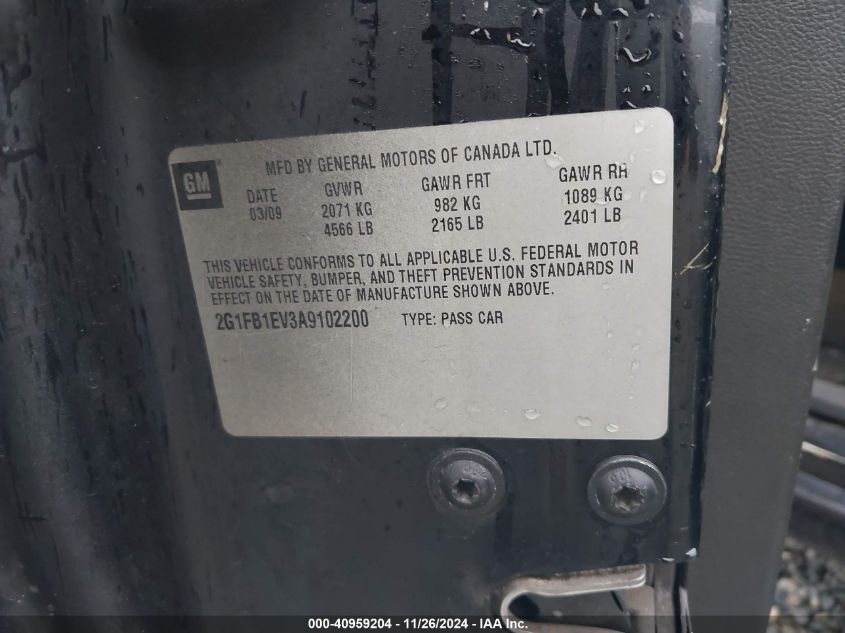 GM
MFD BY GENERAL MOTORS OF CANADA LTD.
DATE GVWR GAWR FRT GAWR RR
03/09 2071 KG 982 KG 1089 KG
4566 LB 2165 LB 2401 LB
THIS VEHICLE CONFORMS TO ALL APPLICABLE U.S. FEDERAL MOTOR
VEHICLE SAFETY, BUMPER, AND THEFT PREVENTION STANDARDS IN
EFFECT ON THE DATE OF MANUFACTURE SHOWN ABOVE.
2G1FB1EV3A9102200 TYPE: PASS CAR
000-40959204 - 11/26/2024 - IAA Inc.